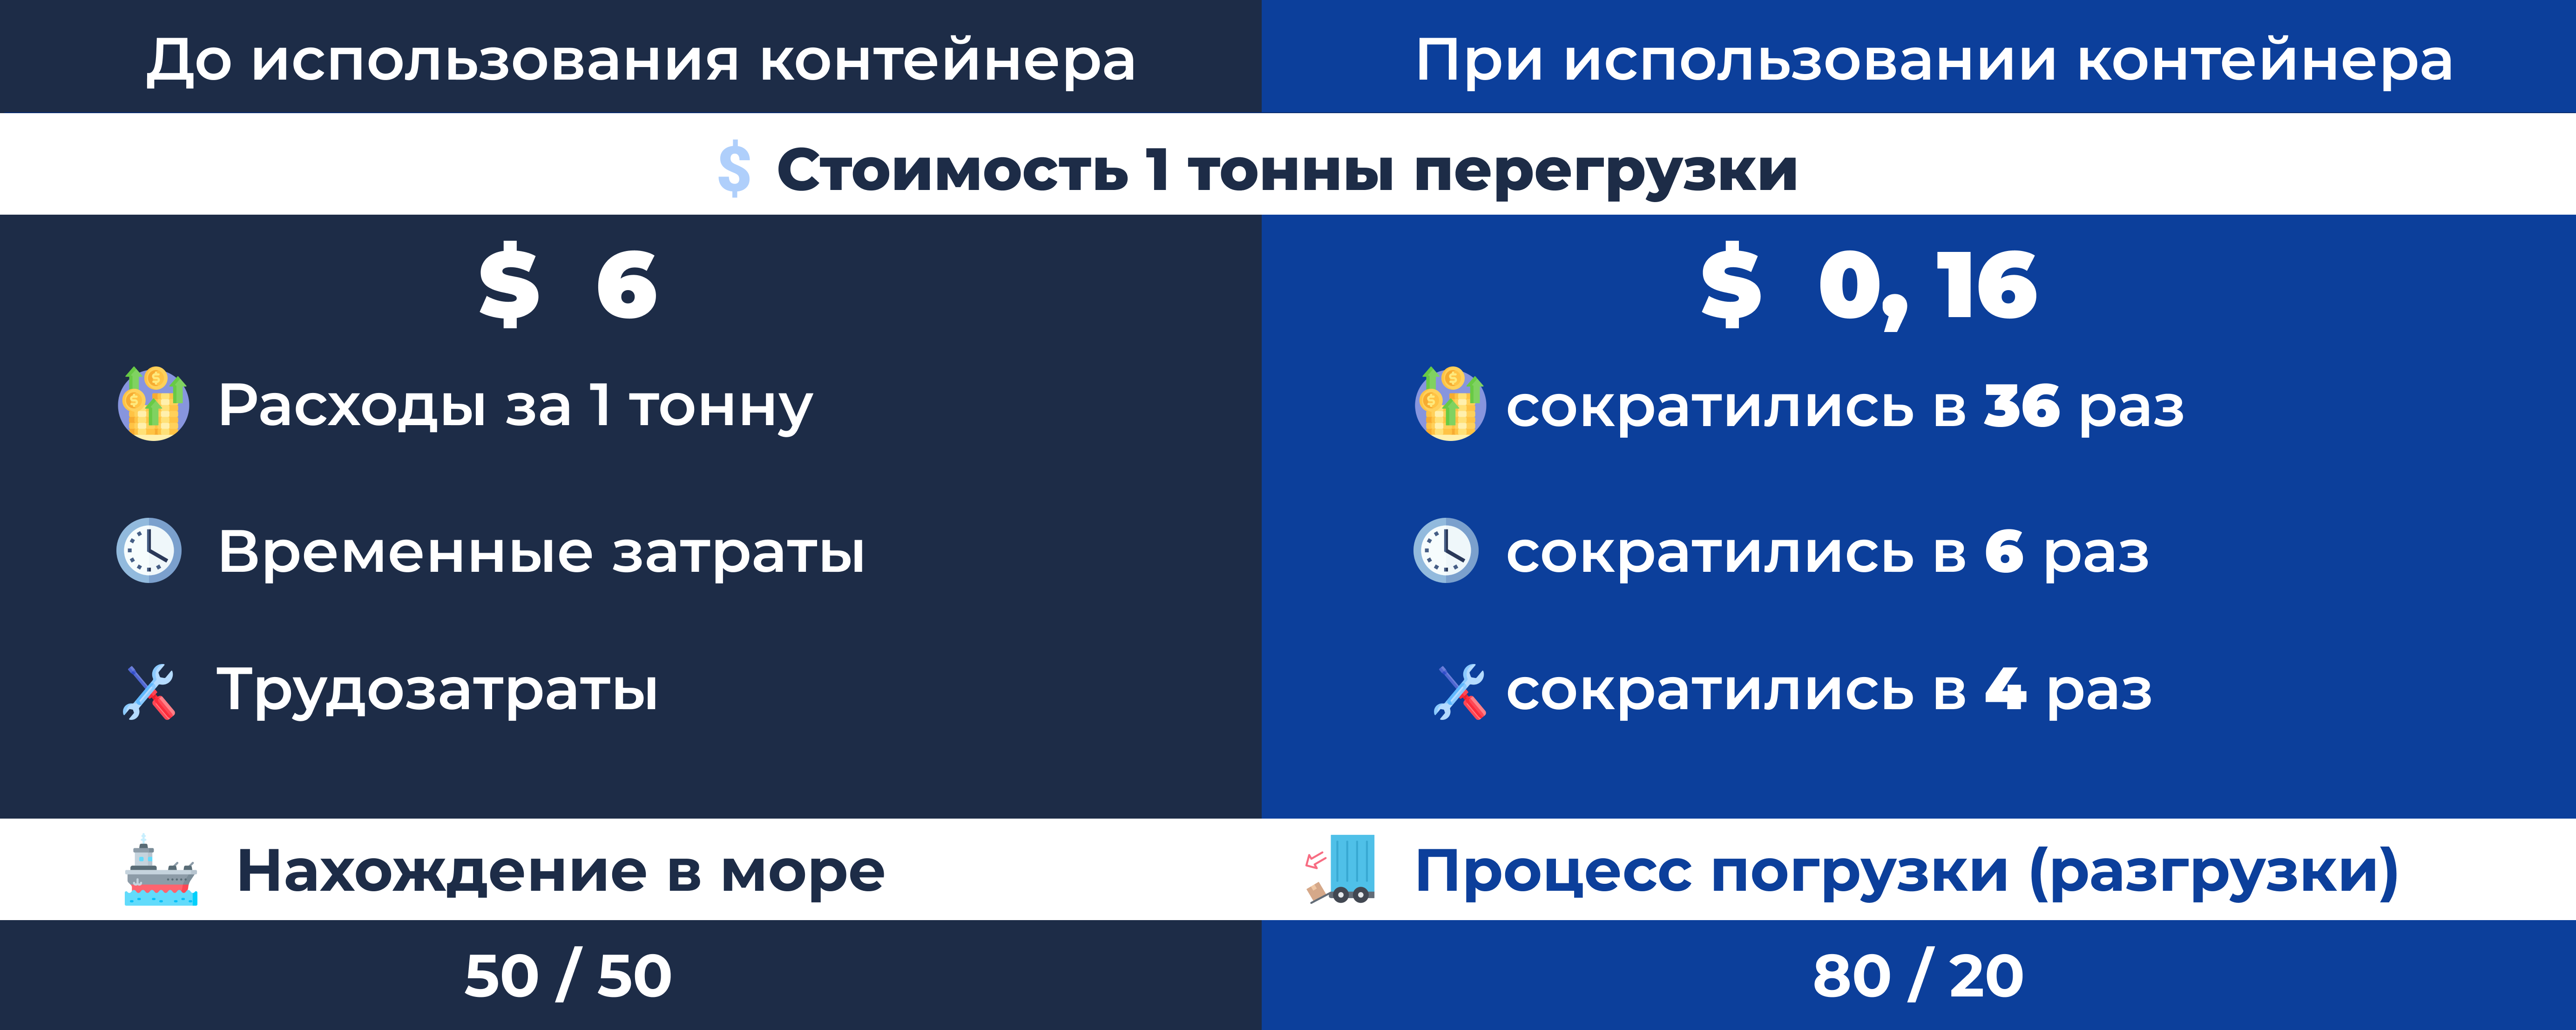 До использования контейнера
При использовании контейнера
$ Стоимость 1 тонны перегрузки
$ 6
$ 0, 16
Расходы за 1 тонну
сократились в 36 раз
Временные затраты
сократились в 6 раз
Трудозатраты
сократились в 4 раз
Нахождение в море
Процесс погрузки (разгрузки)
50 / 50
80 / 20